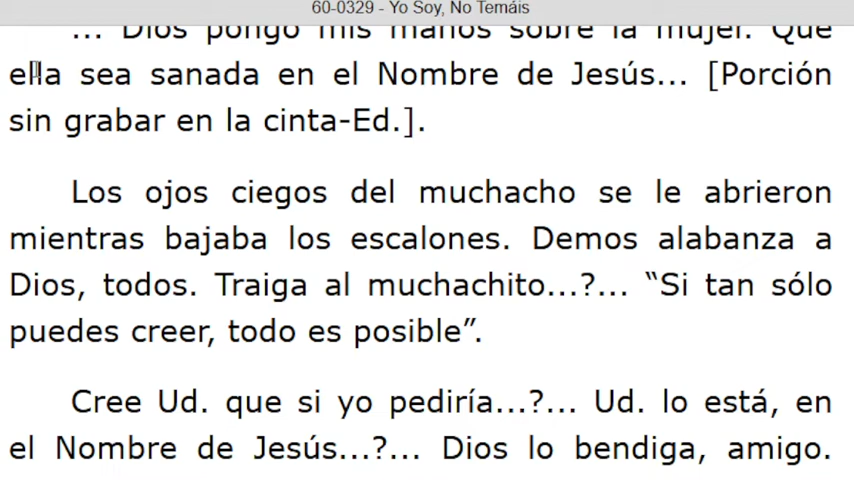 60-0329 - Yo Soy, No Temáis
... Dios pongo mis manos sobre la mujer. Que
ella sea sanada en el Nombre de Jesús... [Porción
sin grabar en la cinta-Ed.].
Los ojos ciegos del muchacho se le abrieron
mientras bajaba los escalones. Demos alabanza a
Dios, todos. Traiga al muchachito...?... “Si tan sólo
puedes creer, todo es posible”.
Cree Ud. que si yo pediría...?... Ud. lo está, en
el Nombre de Jesús...?... Dios lo bendiga, amigo.